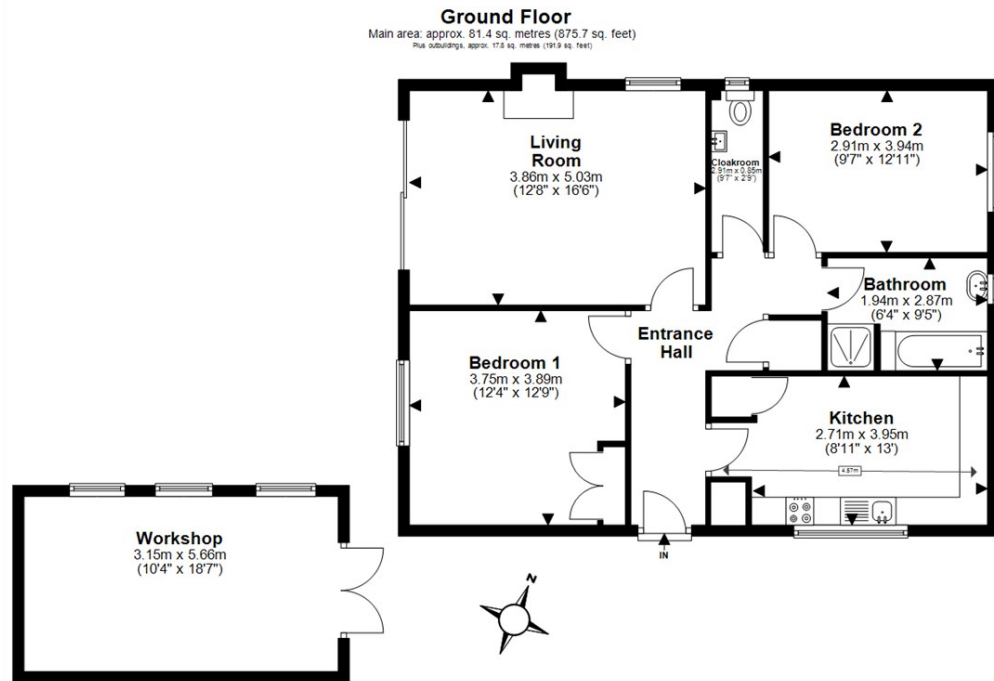 Ground Floor
Main area: approx. 81.4 sq. metres (875.7 sq. feet)
Plus outbuildings, approx. 17.8 sq. metres (191.9 sq. feet)
Living
Room
3.86m x 5.03m
(12'8" x 16'6")
Cloakroom
2.91m x 0.85m
(9'7" x 2'9")
Bedroom 2
2.91m x 3.94m
(9'7" x 12'11")
Bathroom
1.94m x 2.87m
(6'4" x 9'5")
Entrance
Hall
Bedroom 1
3.75m x 3.89m
(12'4" x 12'9")
Kitchen
2.71m x 3.95m
(8'11" x 13')
4.57m
Workshop
3.15m x 5.66m
(10'4" x 18'7")
IN
N